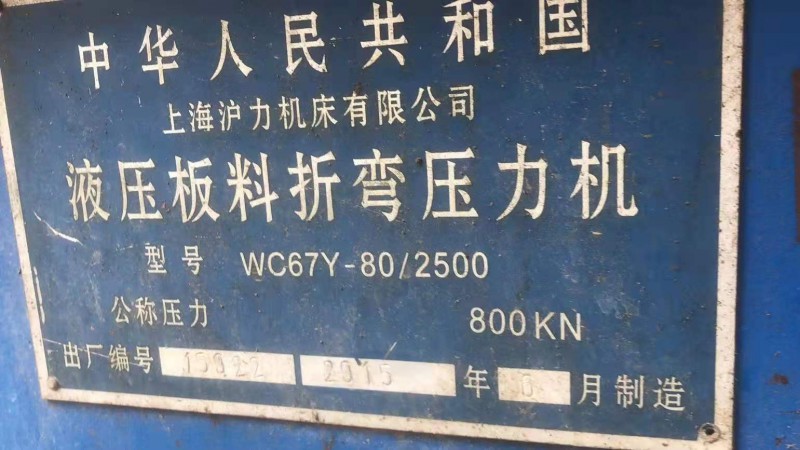 中华人民共和国
上海沪力机床有限公司
液压板料折弯压力机
型号 WC67Y-80/2500
公称压力 800KN
出厂编号 2015 年 月制造